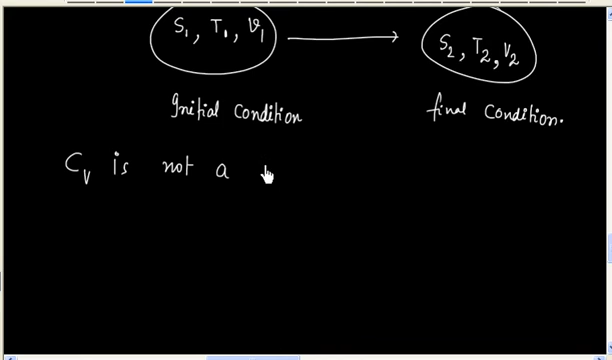 S₁, T₁, V₁
S₂, T₂, V₂
Initial Condition
final Condition.
Cᵥ is not a